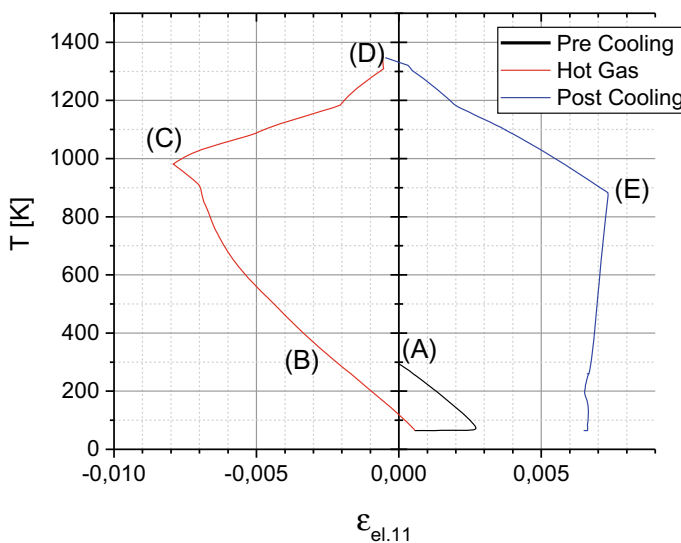 1400
1200
1000
800
600
400
200
0
T [K]
-0,010
-0,005
0,000
0,005
ε el,11
(A)
(B)
(C)
(D)
(E)
Pre Cooling
Hot Gas
Post Cooling